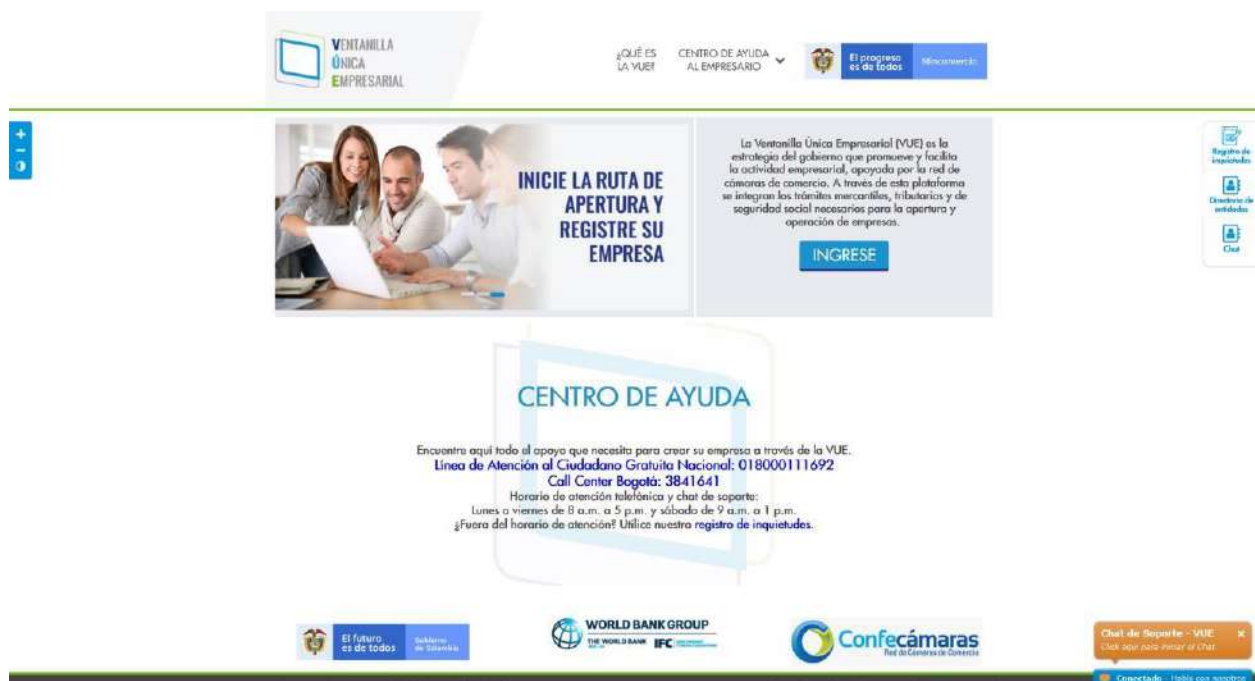 VENTANILLA
ÚNICA
EMPRESARIAL
¿QUÉ ES
LA VUE?
CENTRO DE AYUDA
AL EMPRESARIO
El progreso
es de todos
Mincomercio
+
−
INICIE LA RUTA DE
APERTURA Y
REGISTRE SU
EMPRESA
La Ventanilla Única Empresarial (VUE) es la
estrategia del gobierno que promueve y facilita
la actividad empresarial, apoyada por la red de
cámaras de comercio. A través de esta plataforma
se integran los trámites mercantiles, tributarios y de
seguridad social necesarios para la apertura y
operación de empresas.
INGRESE
Registro de
inquietudes
Directorio de
entidades
Chat
CENTRO DE AYUDA
Encuentre aquí todo el apoyo que necesita para crear su empresa a través de la VUE.
Línea de Atención al Ciudadano Gratuita Nacional: 018000111692
Call Center Bogotá: 3841641
Horario de atención telefónica y chat de soporte:
Lunes a viernes de 8 a.m. a 5 p.m. y sábado de 9 a.m. a 1 p.m.
¿Fuera del horario de atención? Utilice nuestro registro de inquietudes.
El futuro
es de todos
Gobierno
de Colombia
WORLD BANK GROUP
THE WORLD BANK
IFC
Confecámaras
Red de Cámaras de Comercio
Chat de Soporte - VUE x
Click aquí para iniciar el Chat
Conectado - Habla con nosotros